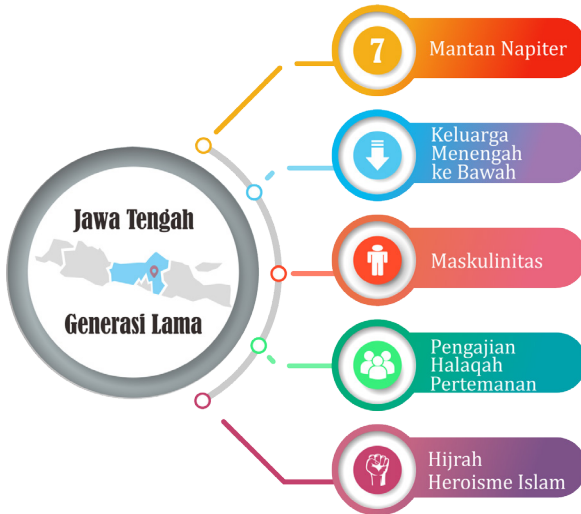 Jawa Tengah
Generasi Lama
7
Mantan Napiter
Keluarga
Menengah
ke Bawah
Maskulinitas
Pengajian
Halaqah
Pertemanan
Hijrah
Heroisme Islam